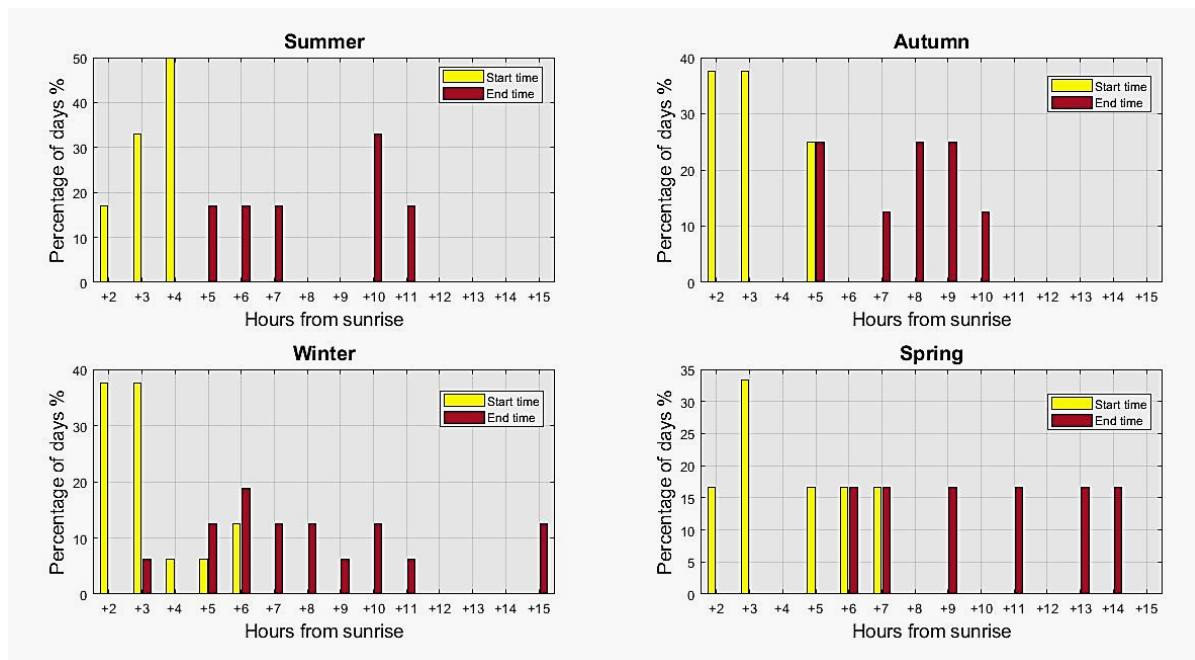 Summer
Percentage of days %
50
40
30
20
10
0
Start time
End time
+2 +3 +4 +5 +6 +7 +8 +9 +10 +11 +12 +13 +14 +15
Hours from sunrise
Autumn
Percentage of days %
40
30
20
10
0
Start time
End time
+2 +3 +4 +5 +6 +7 +8 +9 +10 +11 +12 +13 +14 +15
Hours from sunrise
Winter
Percentage of days %
40
30
20
10
0
Start time
End time
+2 +3 +4 +5 +6 +7 +8 +9 +10 +11 +12 +13 +14 +15
Hours from sunrise
Spring
Percentage of days %
35
30
25
20
15
10
5
0
Start time
End time
+2 +3 +4 +5 +6 +7 +8 +9 +10 +11 +12 +13 +14 +15
Hours from sunrise